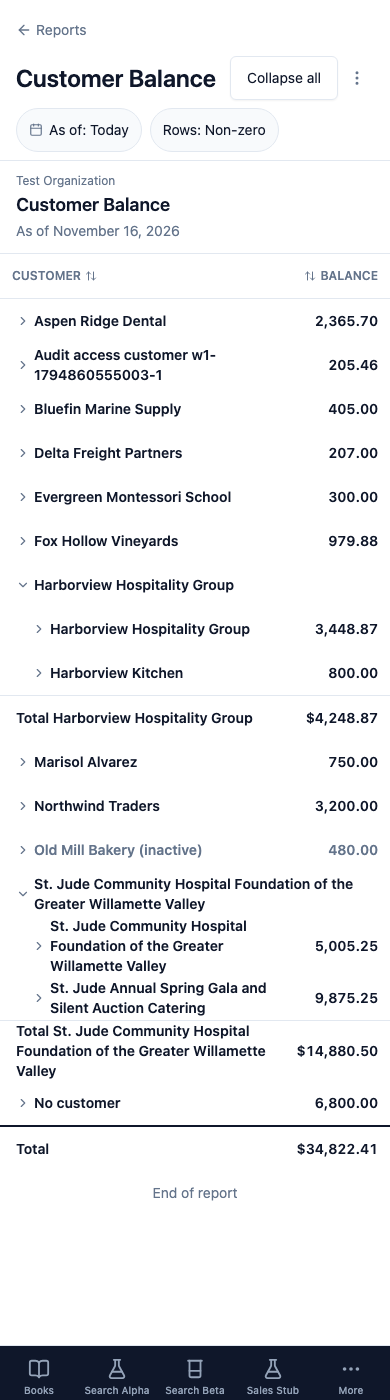 Reports
Customer Balance
Collapse all
As of: Today
Rows: Non-zero
Test Organization
Customer Balance
As of November 16, 2026
CUSTOMER BALANCE
Aspen Ridge Dental 2,365.70
Audit access customer w1-
1794860555003-1 205.46
Bluefin Marine Supply 405.00
Delta Freight Partners 207.00
Evergreen Montessori School 300.00
Fox Hollow Vineyards 979.88
Harborview Hospitality Group
Harborview Hospitality Group 3,448.87
Harborview Kitchen 800.00
Total Harborview Hospitality Group $4,248.87
Marisol Alvarez 750.00
Northwind Traders 3,200.00
Old Mill Bakery (inactive) 480.00
St. Jude Community Hospital Foundation of the
Greater Willamette Valley
St. Jude Community Hospital
Foundation of the Greater 5,005.25
Willamette Valley
St. Jude Annual Spring Gala and
Silent Auction Catering 9,875.25
Total St. Jude Community Hospital
Foundation of the Greater Willamette $14,880.50
Valley
No customer 6,800.00
Total $34,822.41
End of report
Books Search Alpha Search Beta Sales Stub More